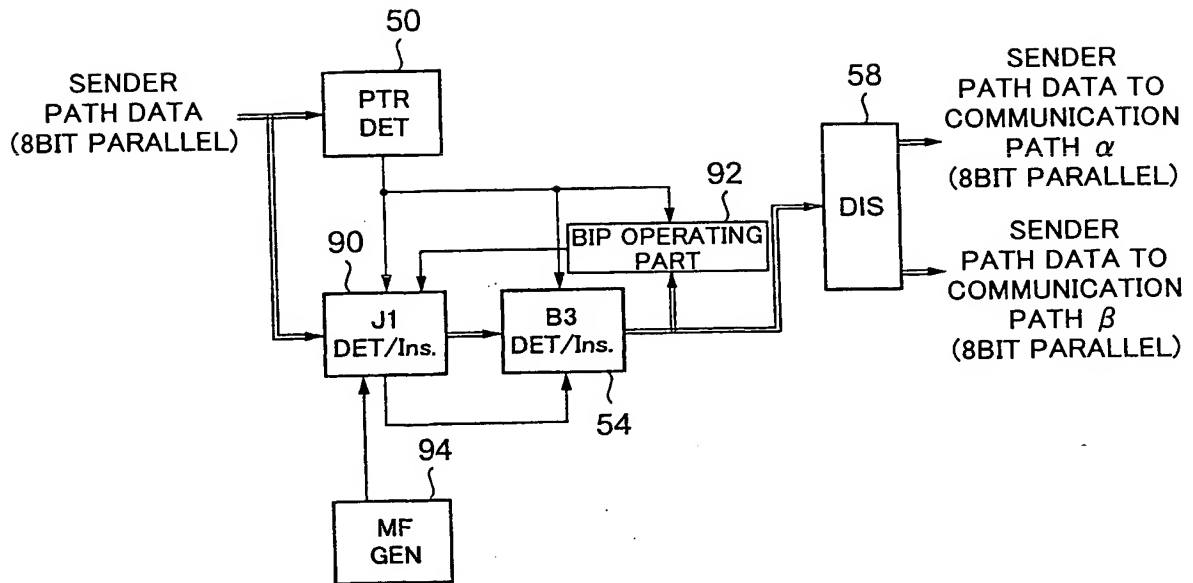 50
SENDER
PATH DATA
(8BIT PARALLEL)
PTR
DET
58
SENDER
PATH DATA TO
COMMUNICATION
PATH α
(8BIT PARALLEL)
92
BIP OPERATING
PART
DIS
90
J1
DET/Ins.
B3
DET/Ins.
54
SENDER
PATH DATA TO
COMMUNICATION
PATH β
(8BIT PARALLEL)
94
MF
GEN